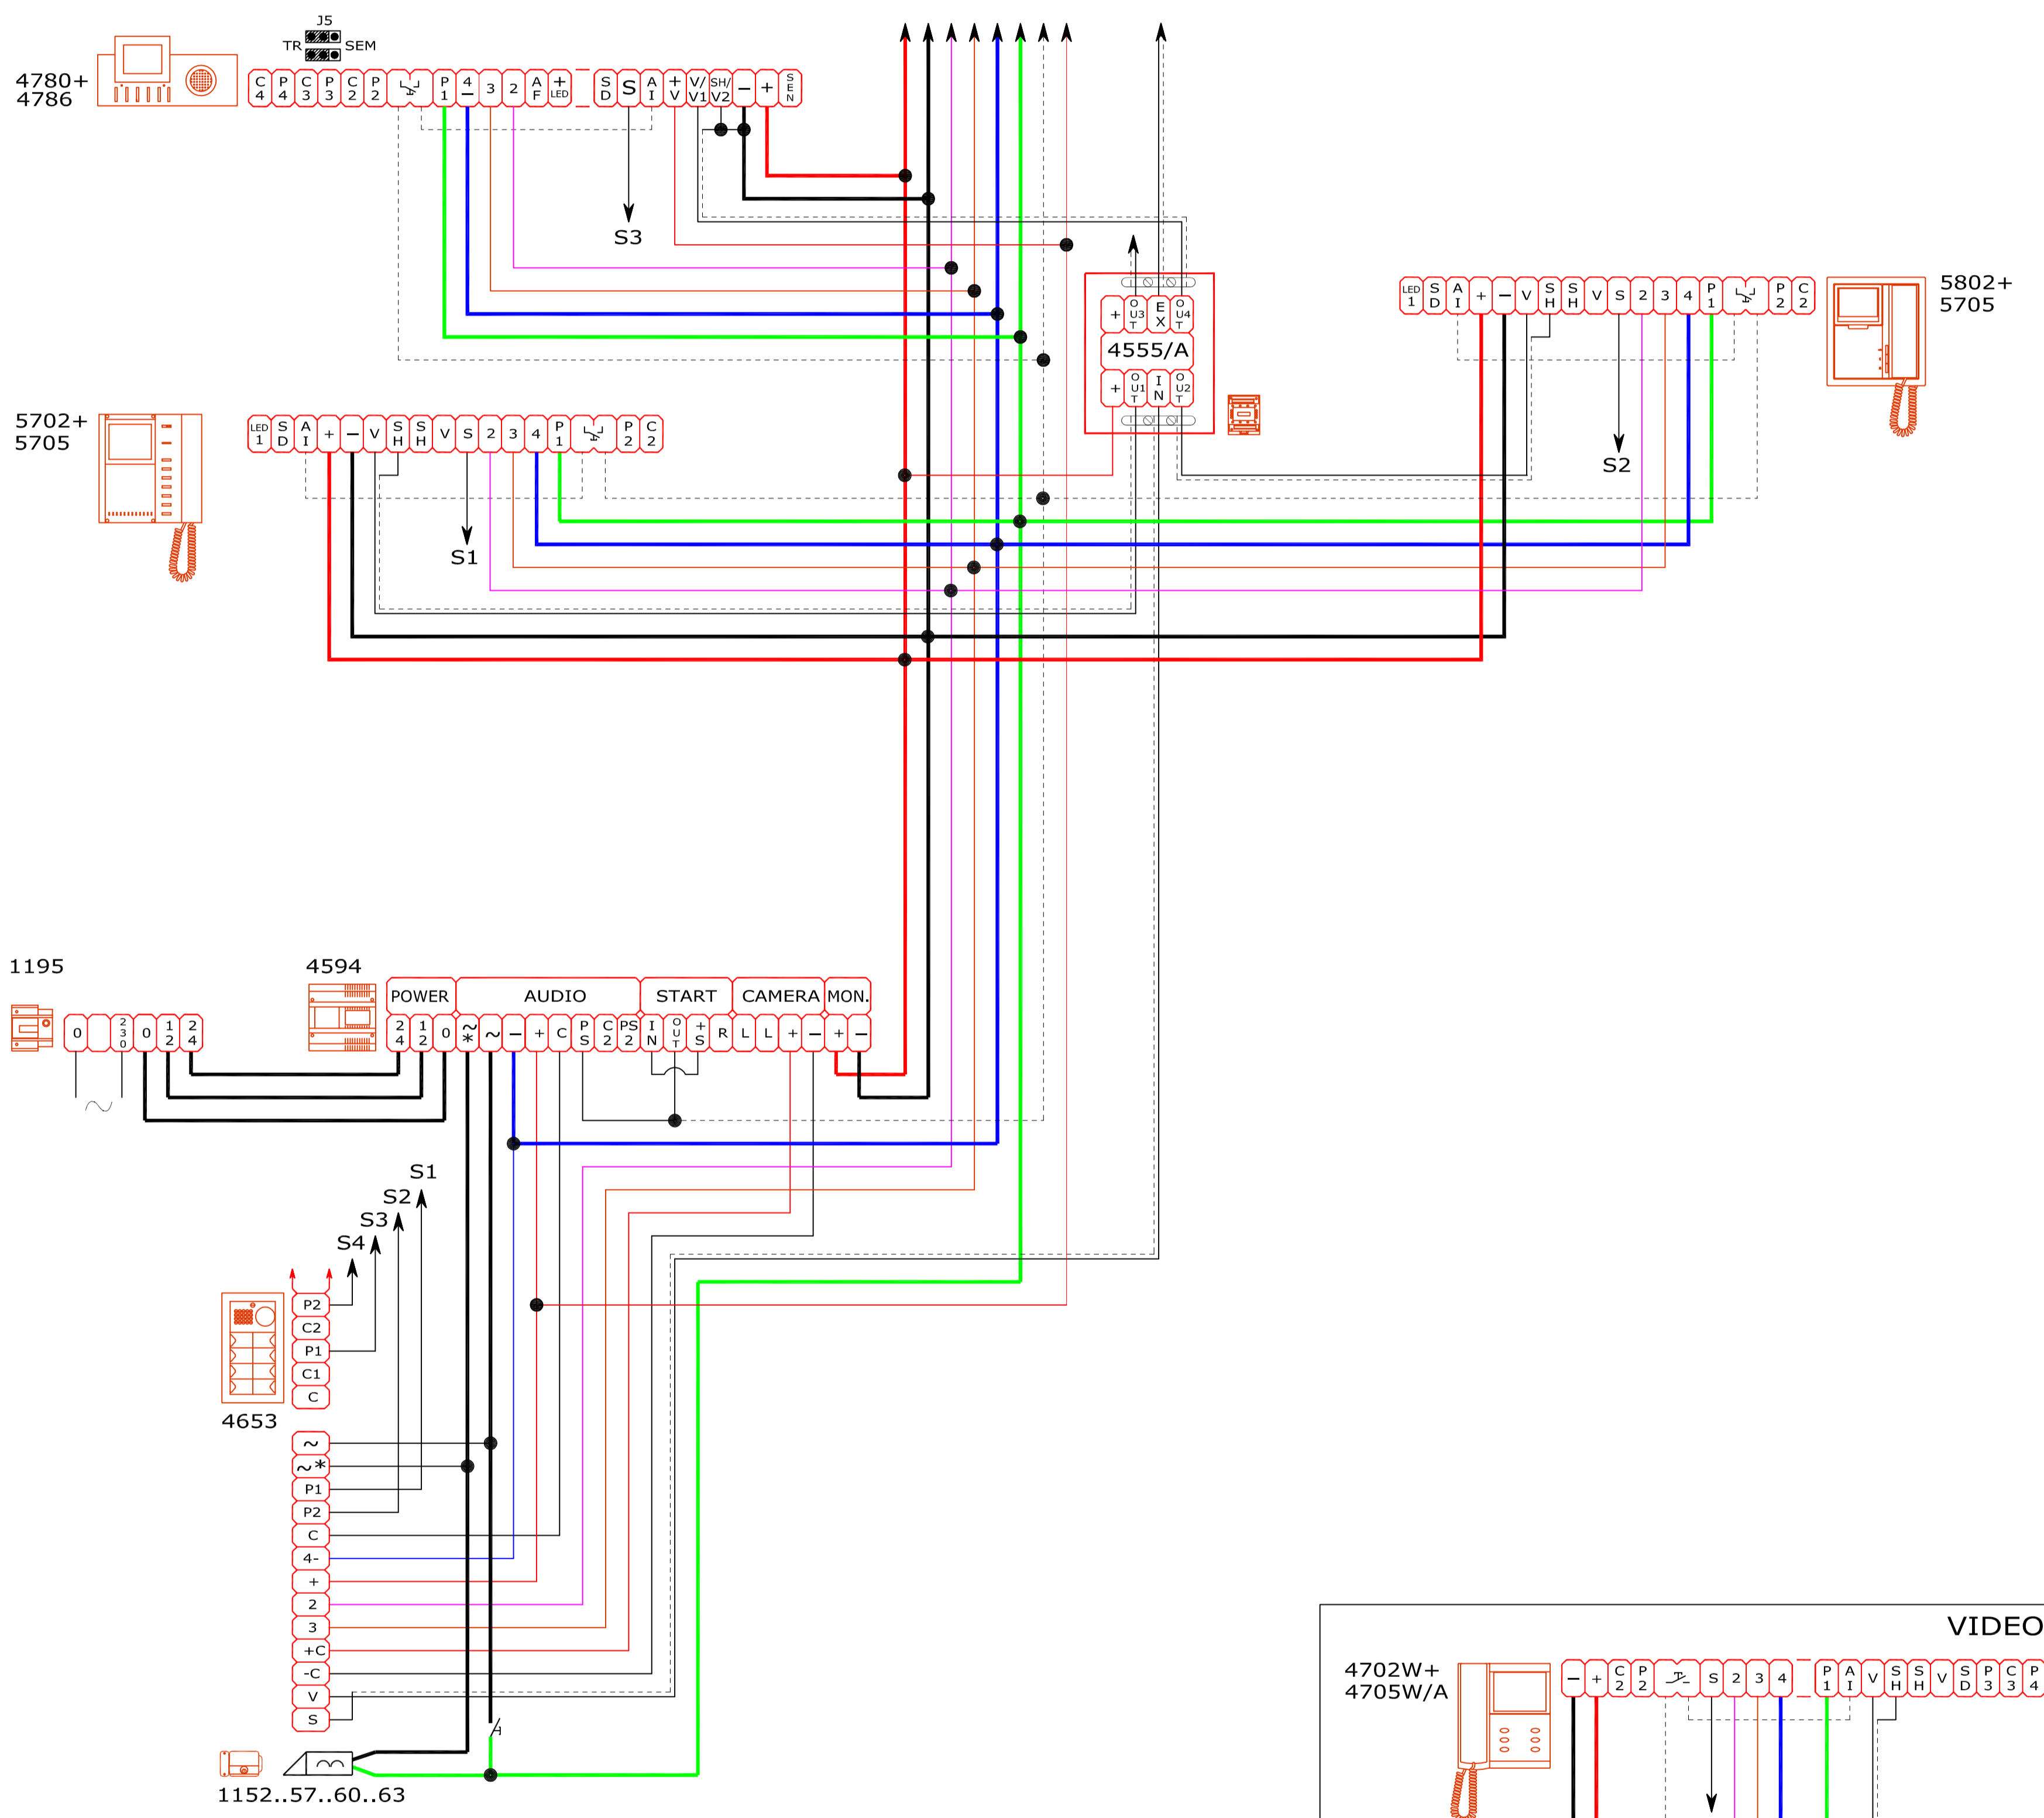 J5
TR SEM
4780+
4786
C4 P4 C3 P3 C2 P2 P1 4– 3 2 AF +LED SD S AI +V V/V1 SH/V2 – + SEN
S3
LED1 SD AI + – V SH SH V S 2 3 4 P1 P2 C2
5802+
5705
+ OUT3 EX OUT4
4555/A
+ OUT1 IN OUT2
S2
5702+
5705
LED1 SD AI + – V SH SH V S 2 3 4 P1 P2 C2
S1
1195
4594
POWER AUDIO START CAMERA MON.
0 230 0 12 24
24 12 0 ~* ~ – + C PS C2 PS2 IN OUT +S R L L + – + –
S1
S2
S3
S4
P2
C2
P1
C1
C
4653
~
~*
P1
P2
C
4-
+
2
3
+C
-C
V
S
1152..57..60..63
VIDEO
4702W+
4705W/A
– + C2 P2 S 2 3 4 P1 AI V SH SH V SD P3 C3 P4